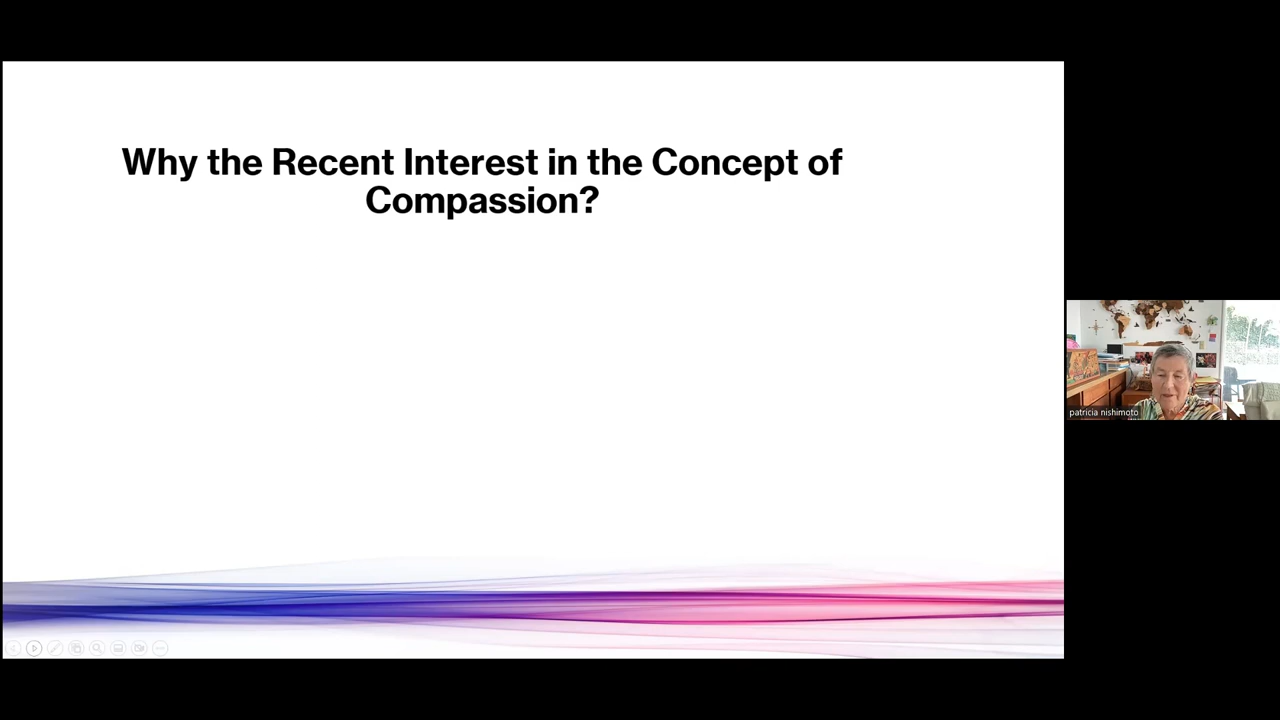 Why the Recent Interest in the Concept of
Compassion?
patricia nishimoto